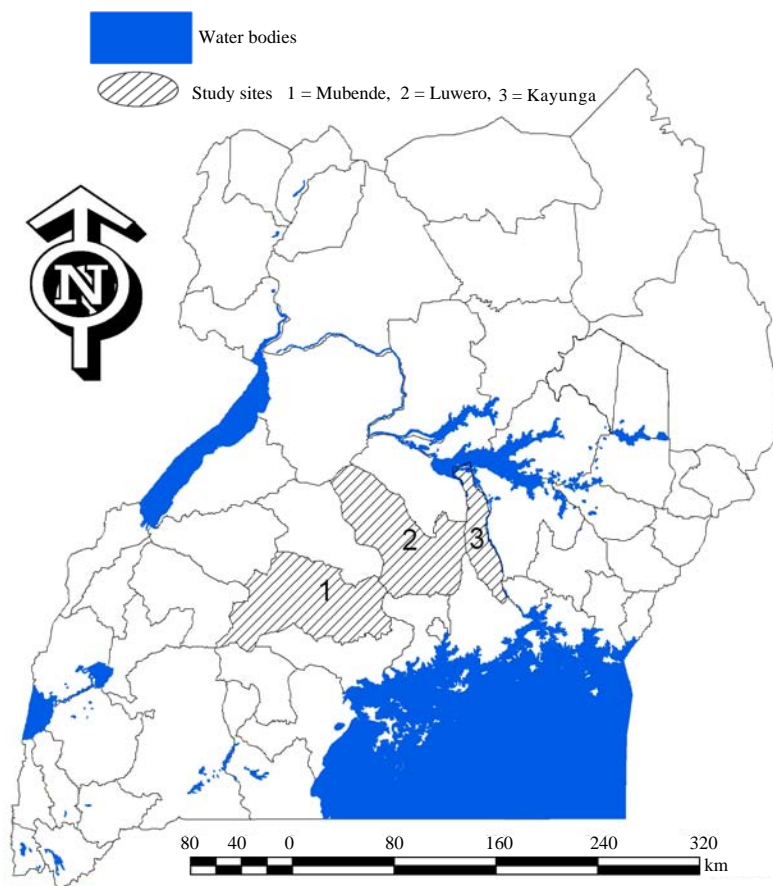 Water bodies
Study sites 1 = Mubende, 2 = Luwero, 3 = Kayunga
N
2
3
1
80 40 0 80 160 240 320
km